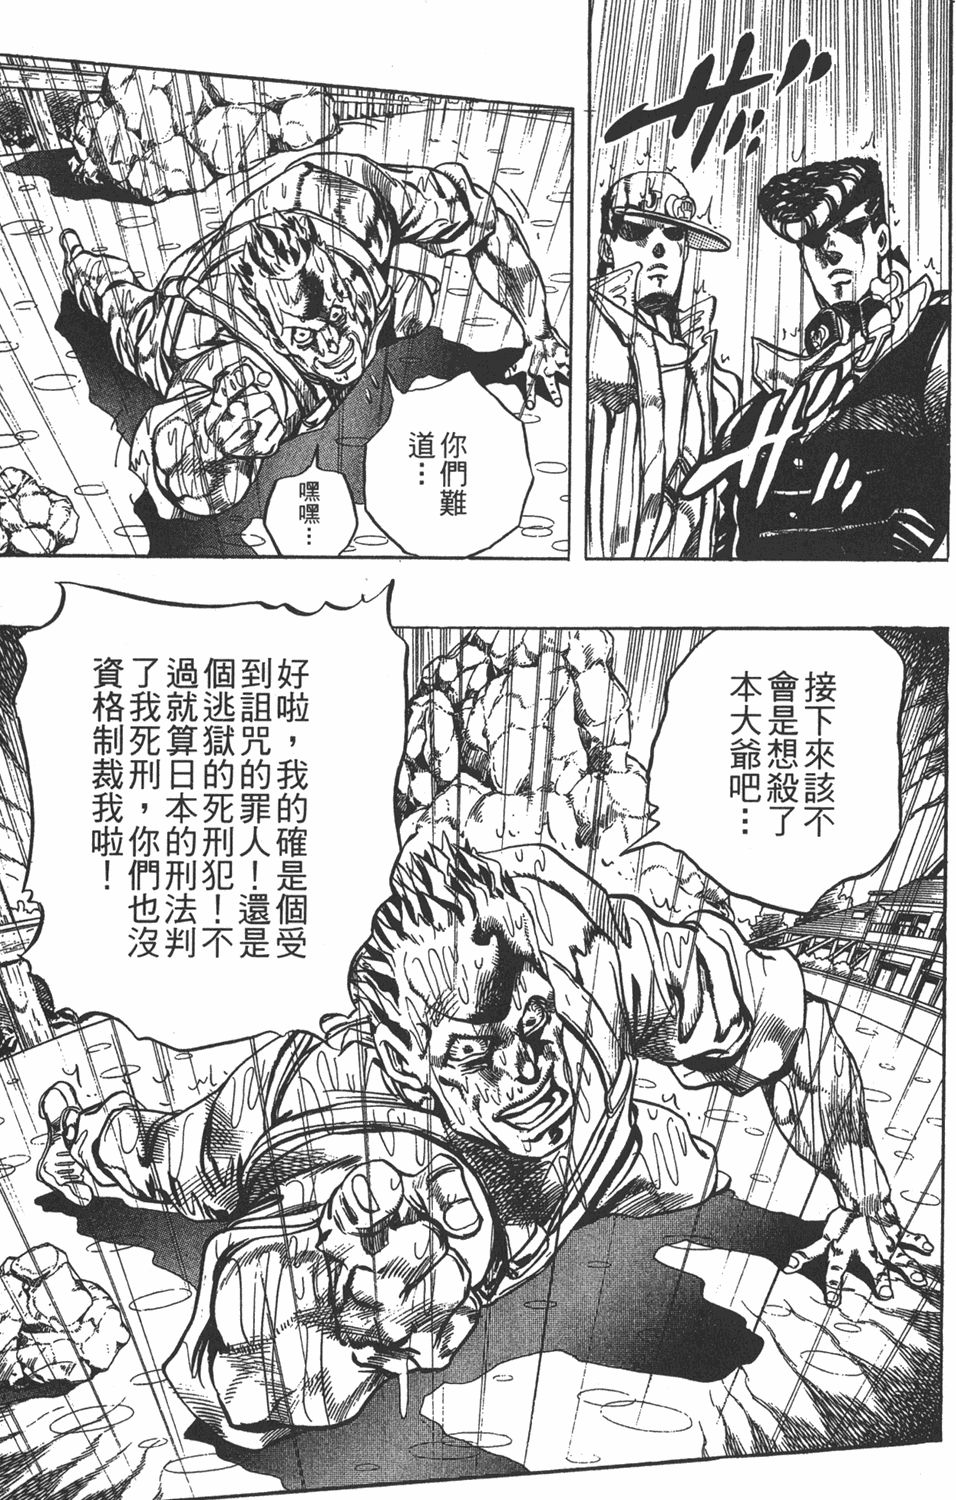 ザザ
ザザ
你們難
道…
嘿嘿…
接下來該不
會是想殺了
本大爺吧…
好啦，我的確是個受
到詛咒的罪人！還是
個逃獄的死刑犯！不
過就算日本的刑法判
了我死刑，你們也沒
資格制裁我啦！